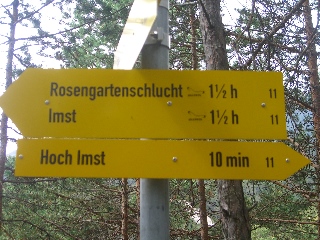 Rosengartenschlucht 1½ h 11
Imst 1½ h 11
Hoch Imst 10 min 11